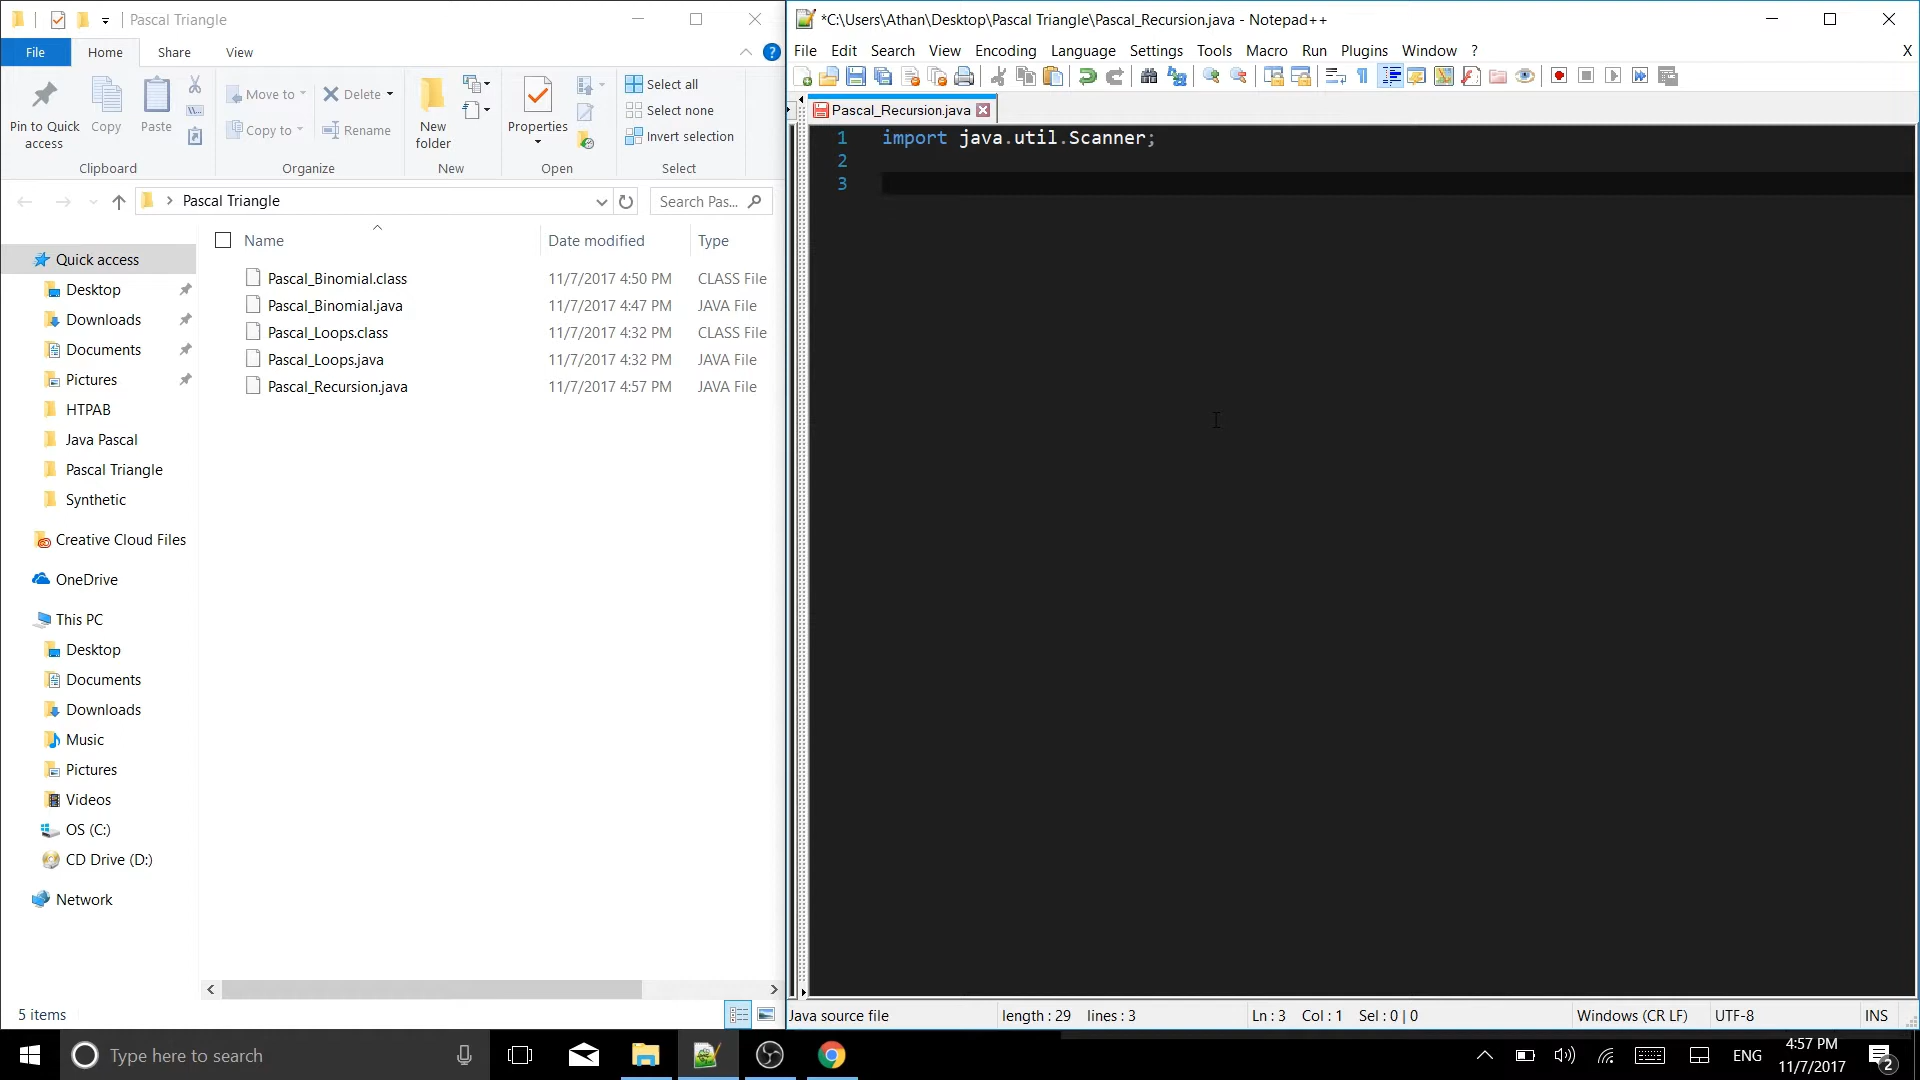 Pascal Triangle
File
Home
Share
View
Pin to Quick access
Copy
Paste
Clipboard
Move to
Copy to
Delete
Rename
Organize
New folder
New
Properties
Open
Select all
Select none
Invert selection
Select
Pascal Triangle
Search Pas...
Name
Date modified
Type
Pascal_Binomial.class 11/7/2017 4:50 PM CLASS File
Pascal_Binomial.java 11/7/2017 4:47 PM JAVA File
Pascal_Loops.class 11/7/2017 4:32 PM CLASS File
Pascal_Loops.java 11/7/2017 4:32 PM JAVA File
Pascal_Recursion.java 11/7/2017 4:57 PM JAVA File
Quick access
Desktop
Downloads
Documents
Pictures
HTPAB
Java Pascal
Pascal Triangle
Synthetic
Creative Cloud Files
OneDrive
This PC
Desktop
Documents
Downloads
Music
Pictures
Videos
OS (C:)
CD Drive (D:)
Network
5 items
*C:\Users\Athan\Desktop\Pascal Triangle\Pascal_Recursion.java - Notepad++
File Edit Search View Encoding Language Settings Tools Macro Run Plugins Window ? X
Pascal_Recursion.java
1 import java.util.Scanner;
2
3
Java source file length : 29 lines : 3 Ln : 3 Col : 1 Sel : 0 | 0 Windows (CR LF) UTF-8 INS
Type here to search
ENG
4:57 PM
11/7/2017
2